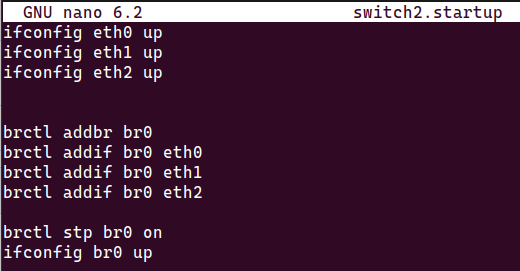 GNU nano 6.2 switch2.startup
ifconfig eth0 up
ifconfig eth1 up
ifconfig eth2 up
brctl addbr br0
brctl addif br0 eth0
brctl addif br0 eth1
brctl addif br0 eth2
brctl stp br0 on
ifconfig br0 up